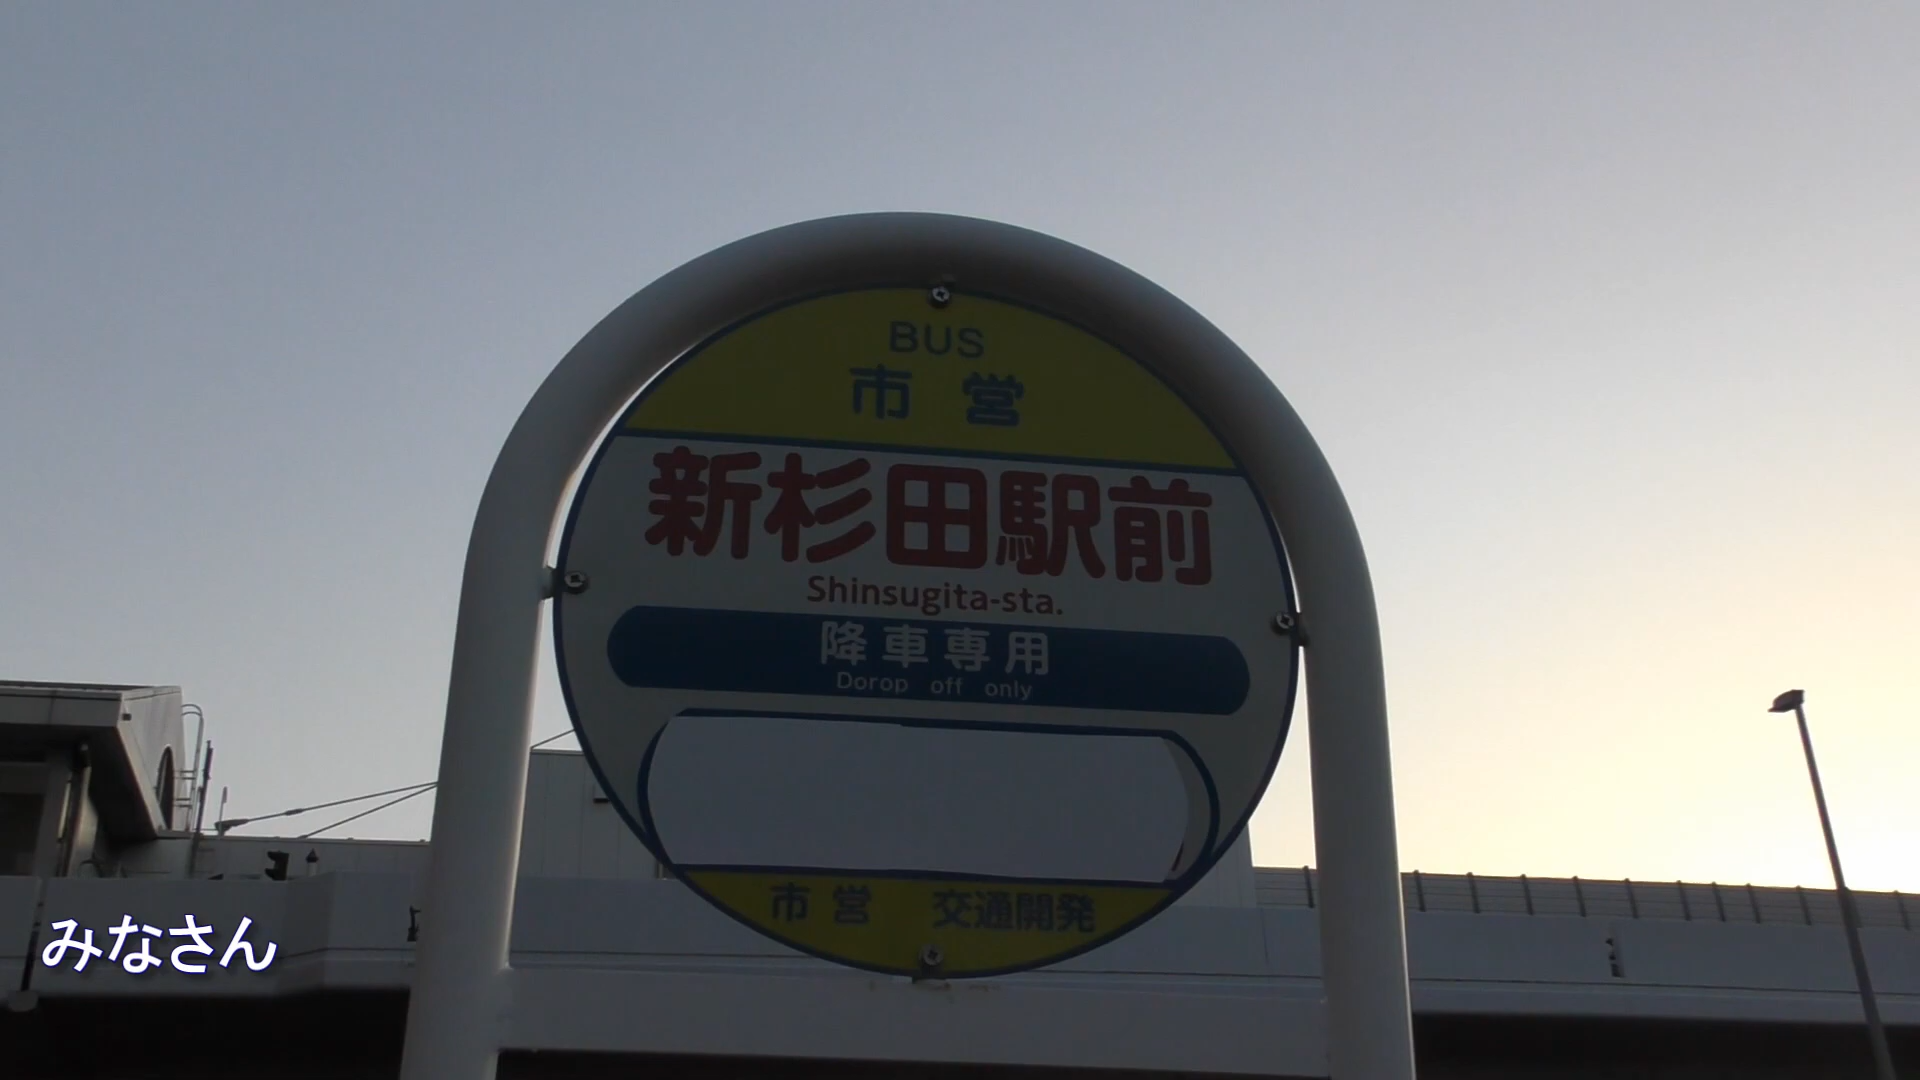 BUS
市 営
新杉田駅前
Shinsugita-sta.
降車専用
Dorop off only
市 営 交通開発
みなさん